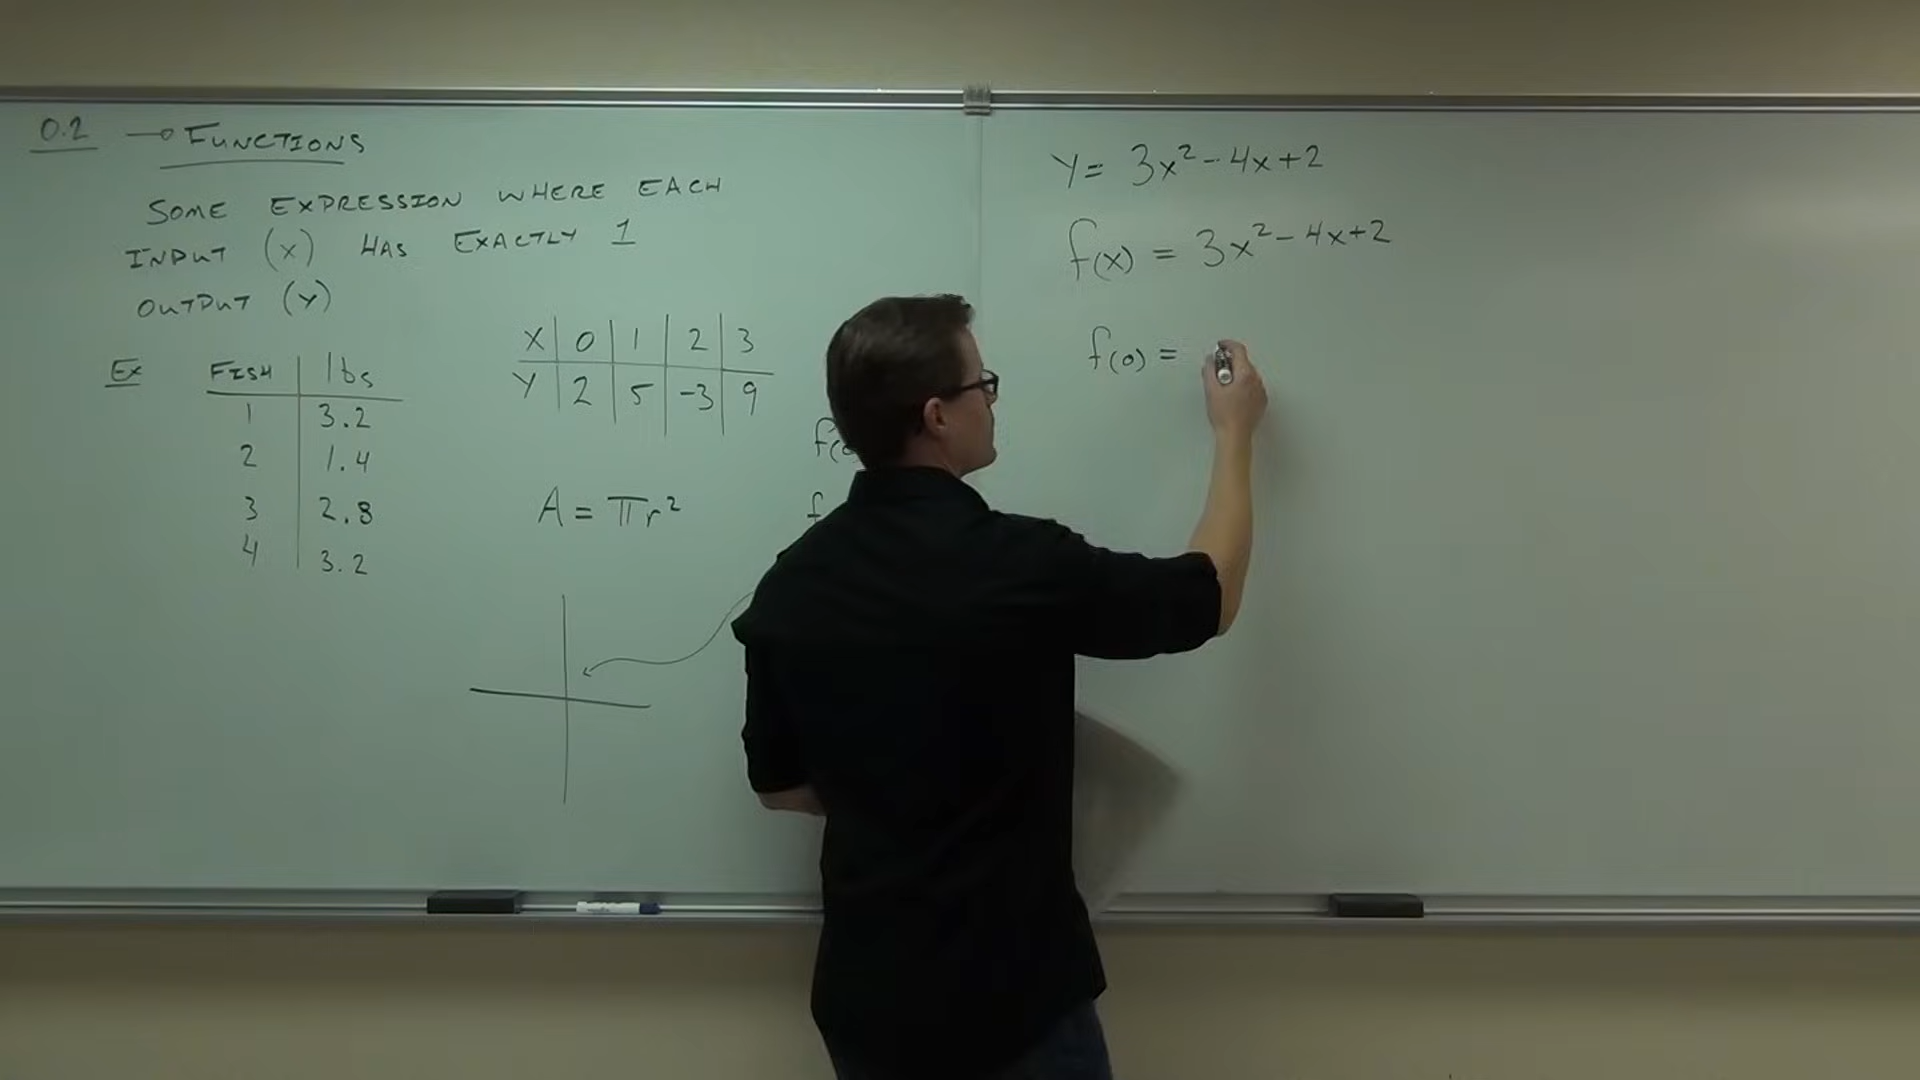 0.2 → FUNCTIONS
SOME EXPRESSION WHERE EACH
INPUT (X) HAS EXACTLY 1
OUTPUT (Y)
EX
FISH lbs
1 3.2
2 1.4
3 2.8
4 3.2
X 0 1 2 3
Y 2 5 -3 9
A = πr²
Y = 3x² - 4x + 2
f(x) = 3x² - 4x + 2
f(0) =